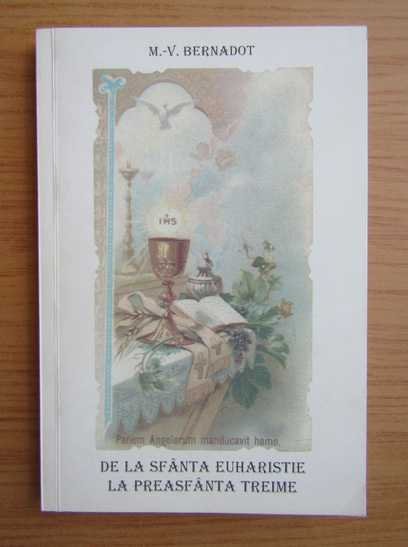 M.-V. BERNADOT
IHS
Panem Angelorum manducavit homo.
DE LA SFÂNTA EUHARISTIE
LA PREASFÂNTA TREIME